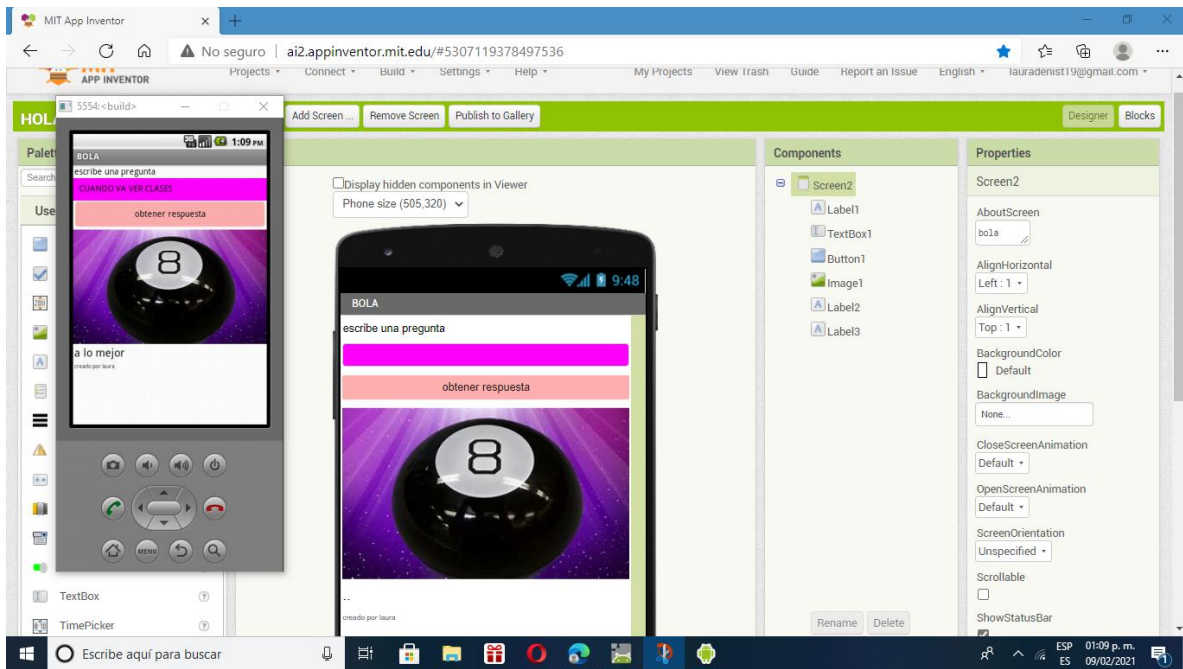 MIT App Inventor
No seguro
ai2.appinventor.mit.edu/#5307119378497536
APP INVENTOR
Projects
Connect
Build
Settings
Help
My Projects
View Trash
Guide
Report an Issue
English
lauradenist19@gmail.com
5554:<build>
HOL
Add Screen ...
Remove Screen
Publish to Gallery
Designer
Blocks
1:09 PM
BOLA
escribe una pregunta
CUANDO VA VER CLASES
obtener respuesta
8
a lo mejor
creado por laura
MENU
Palet
Search
Use
TextBox
TimePicker
Display hidden components in Viewer
Phone size (505,320)
9:48
BOLA
escribe una pregunta
obtener respuesta
8
..
creado por laura
Components
Screen2
Label1
TextBox1
Button1
Image1
Label2
Label3
Rename
Delete
Properties
Screen2
AboutScreen
bola
AlignHorizontal
Left : 1
AlignVertical
Top : 1
BackgroundColor
Default
BackgroundImage
None...
CloseScreenAnimation
Default
OpenScreenAnimation
Default
ScreenOrientation
Unspecified
Scrollable
ShowStatusBar
Escribe aquí para buscar
ESP
ES
01:09 p. m.
09/02/2021